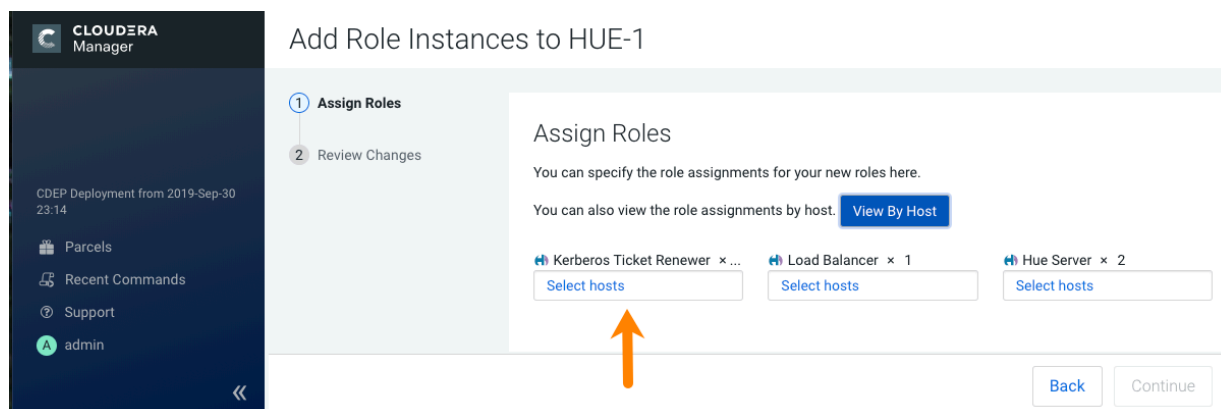 CLOUDERA
Manager
Add Role Instances to HUE-1
1 Assign Roles
2 Review Changes
Assign Roles
You can specify the role assignments for your new roles here.
You can also view the role assignments by host. View By Host
Kerberos Ticket Renewer × ...
Load Balancer × 1
Hue Server × 2
Select hosts
Select hosts
Select hosts
CDEP Deployment from 2019-Sep-30
23:14
Parcels
Recent Commands
Support
A admin
«
Back
Continue